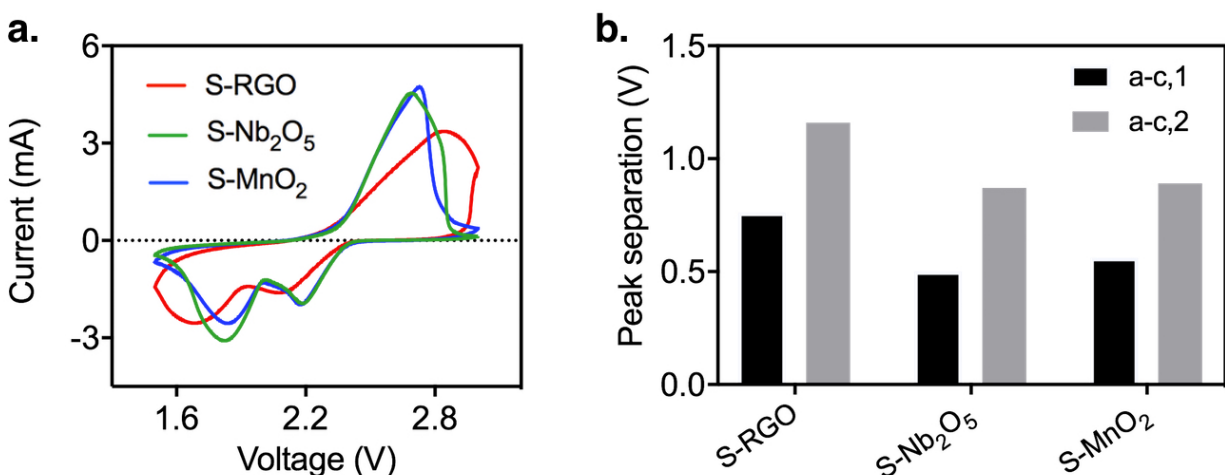 a.
Current (mA)
6
3
0
-3
S-RGO
S-Nb₂O₅
S-MnO₂
1.6 2.2 2.8
Voltage (V)
b.
Peak separation (V)
1.5
1.0
0.5
0.0
a-c,1
a-c,2
S-RGO
S-Nb₂O₅
S-MnO₂